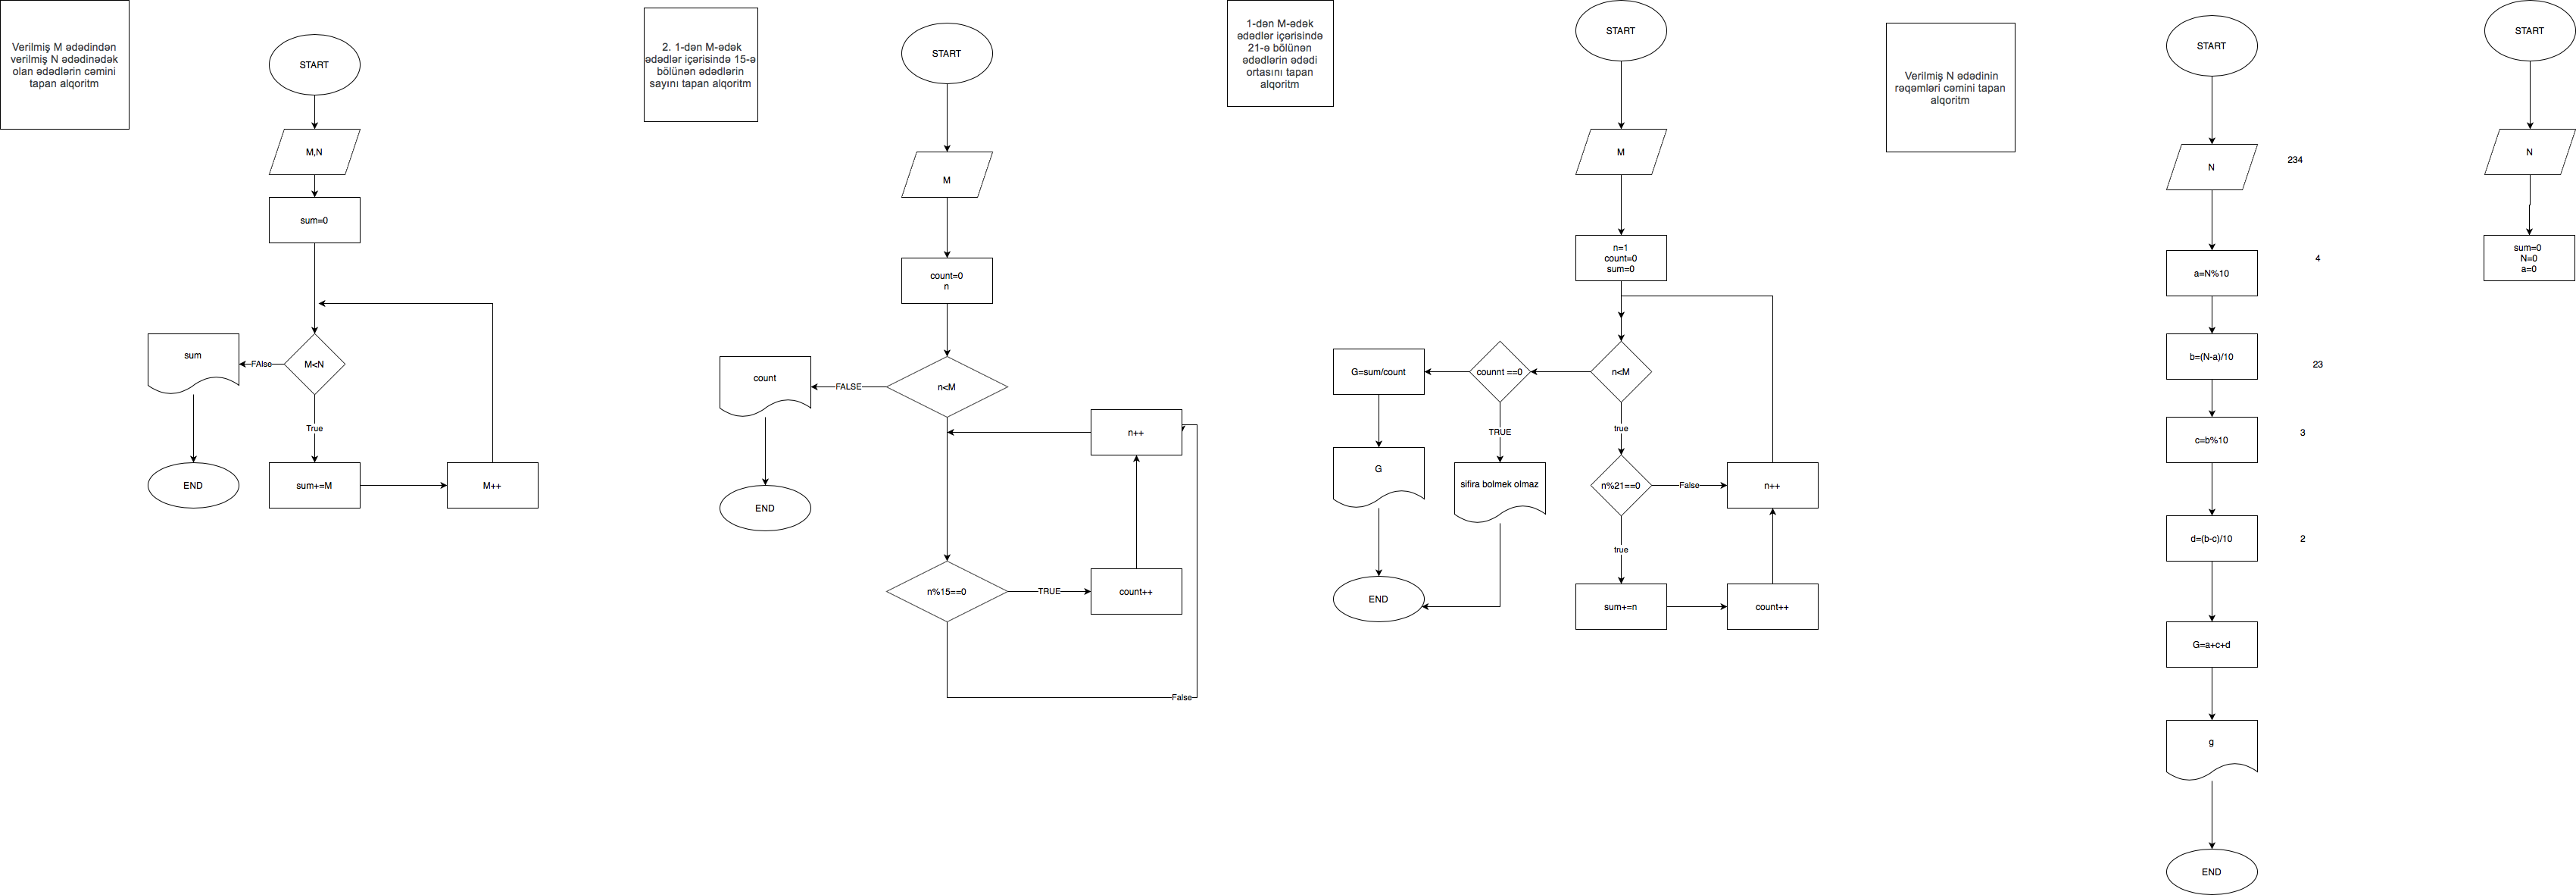 Verilmiş M ədədindən
verilmiş N ədədinədək
olan ədədlərin cəmini
tapan alqoritm
START
M,N
sum=0
M<N
FAlse
sum
END
True
sum+=M
M++
2. 1-dən M-ədək
ədədlər içərisində 15-ə
bölünən ədədlərin
sayını tapan alqoritm
START
M
count=0
n
n<M
FALSE
count
END
n++
n%15==0
TRUE
count++
False
1-dən M-ədək
ədədlər içərisində
21-ə bölünən
ədədlərin ədədi
ortasını tapan
alqoritm
START
M
n=1
count=0
sum=0
n<M
counnt ==0
G=sum/count
G
END
TRUE
sifira bolmek olmaz
true
n%21==0
False
n++
true
sum+=n
count++
Verilmiş N ədədinin
rəqəmləri cəmini tapan
alqoritm
START
N
234
a=N%10
4
b=(N-a)/10
23
c=b%10
3
d=(b-c)/10
2
G=a+c+d
g
END
START
N
sum=0
N=0
a=0